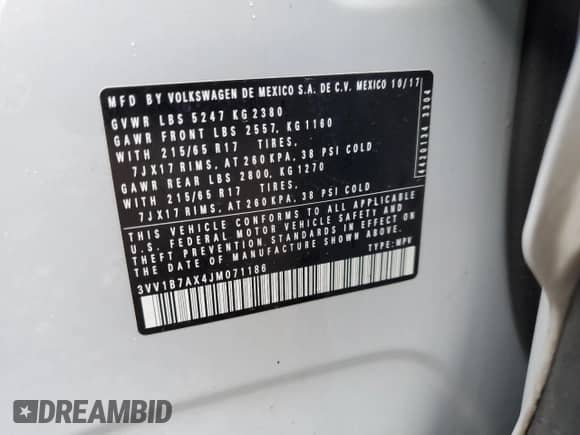 MFD BY VOLKSWAGEN DE MEXICO S.A. DE C.V. MEXICO 10/17
GVWR LBS 5247 KG 2380
GAWR FRONT LBS 2557, KG 1160
WITH 215/65 R17 TIRES,
7JX17 RIMS, AT 260 KPA, 38 PSI COLD
GAWR REAR LBS 2800, KG 1270
WITH 215/65 R17 TIRES,
7JX17 RIMS, AT 260 KPA, 38 PSI COLD
THIS VEHICLE CONFORMS TO ALL APPLICABLE
U.S. FEDERAL MOTOR VEHICLE SAFETY AND
THEFT PREVENTION STANDARDS IN EFFECT ON
THE DATE OF MANUFACTURE SHOWN ABOVE.
TYPE: MPV
3VV1B7AX4JM071186
4420134 3304
DREAMBID